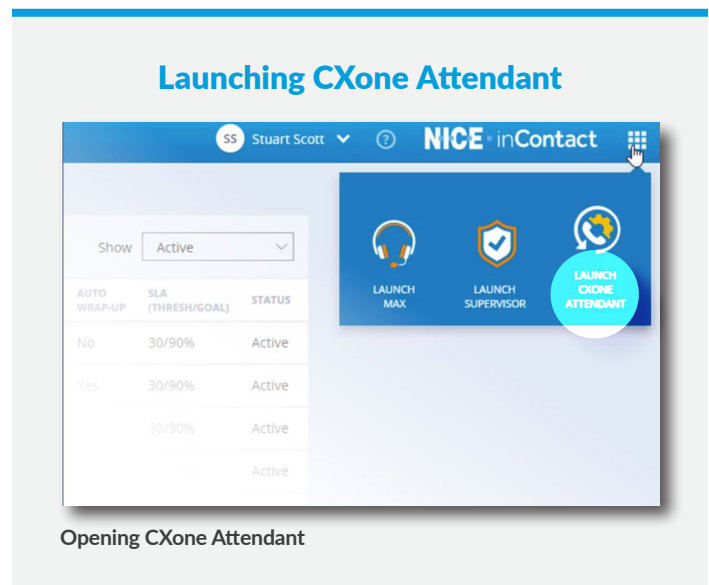 Launching CXone Attendant
SS Stuart Scott ? NICE inContact
Show Active
AUTO WRAP-UP SLA (THRESH/GOAL) STATUS
No 30/90% Active
Yes 30/90% Active
30/90% Active
Active
LAUNCH MAX
LAUNCH SUPERVISOR
LAUNCH CXONE ATTENDANT
Opening CXone Attendant